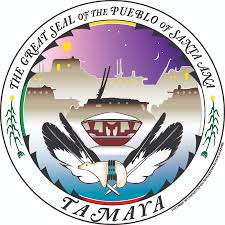 THE GREAT SEAL OF THE PUEBLO OF SANTA ANA
TAMAYA